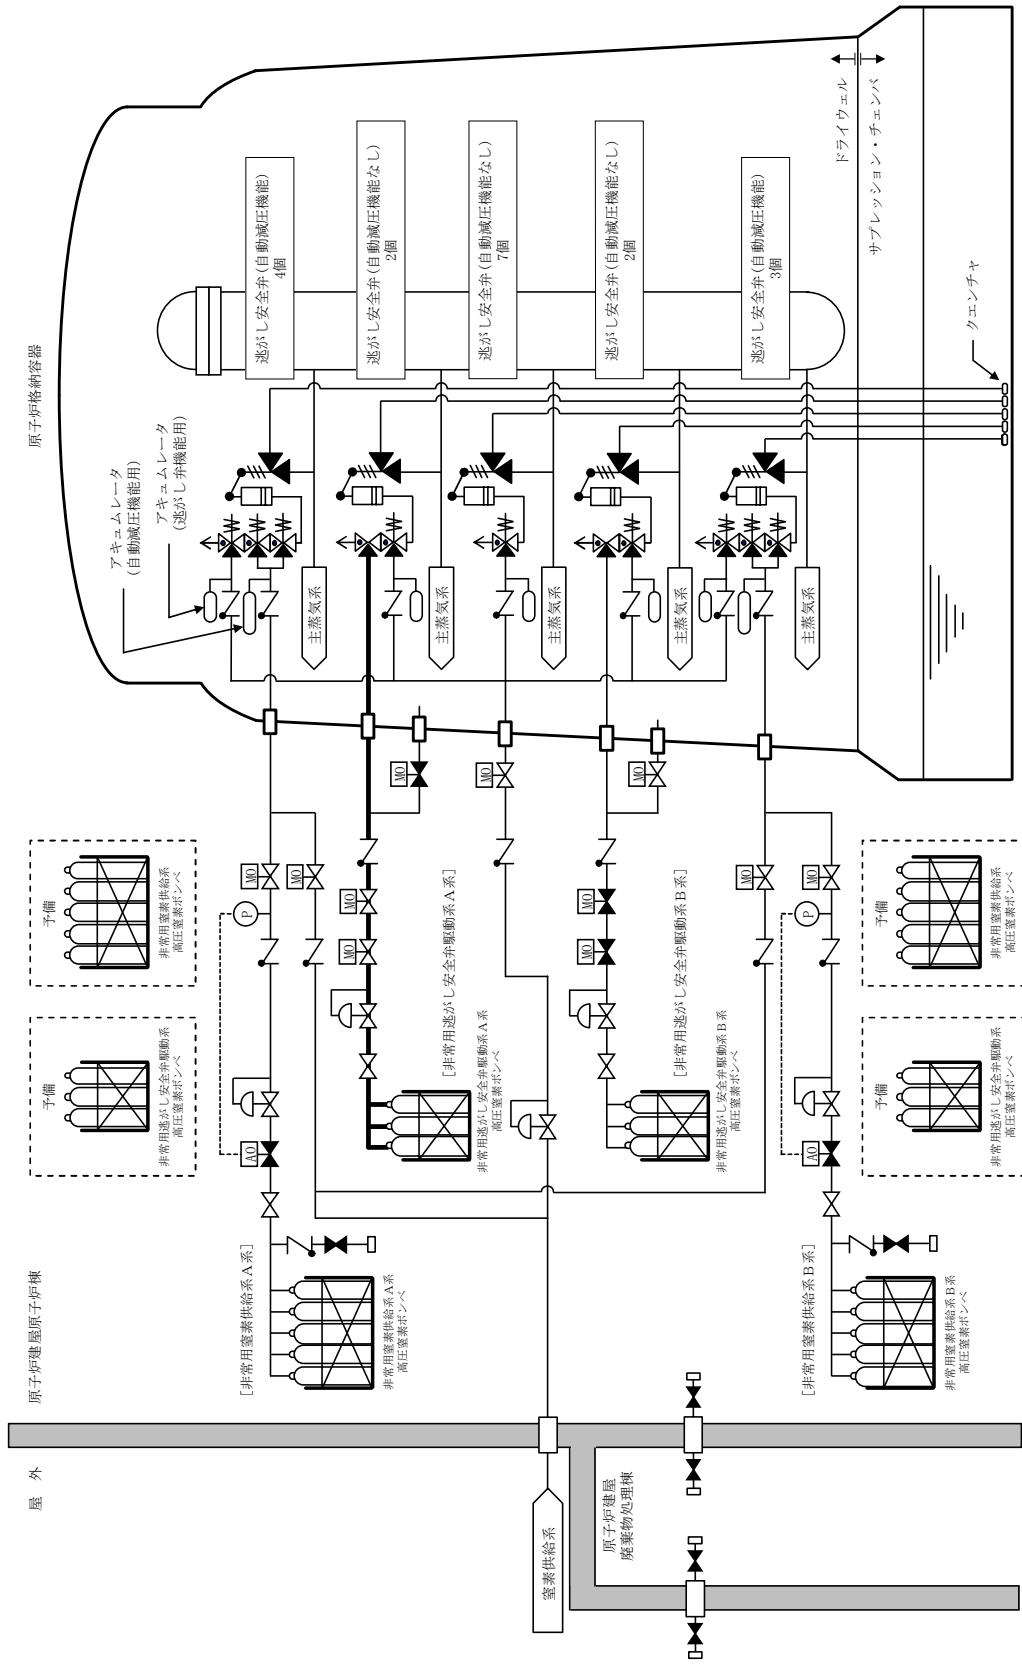 屋 外
原子炉建屋原子炉棟
予備
非常用逃がし安全弁駆動系
高圧窒素ボンベ
予備
非常用窒素供給系
高圧窒素ボンベ
原子炉格納容器
アキュムレータ
(自動減圧機能用)
アキュムレータ
(逃がし弁機能用)
[非常用窒素供給系A系]
AO
P
MO
MO
逃がし安全弁(自動減圧機能)
4個
主蒸気系
非常用窒素供給系A系
高圧窒素ボンベ
MO
MO
MO
逃がし安全弁(自動減圧機能なし)
2個
主蒸気系
[非常用逃がし安全弁駆動系A系]
非常用逃がし安全弁駆動系A系
高圧窒素ボンベ
MO
逃がし安全弁(自動減圧機能なし)
7個
主蒸気系
窒素供給系
原子炉建屋
廃棄物処理棟
MO
MO
MO
逃がし安全弁(自動減圧機能なし)
2個
主蒸気系
[非常用逃がし安全弁駆動系B系]
非常用逃がし安全弁駆動系B系
高圧窒素ボンベ
MO
逃がし安全弁(自動減圧機能)
3個
主蒸気系
[非常用窒素供給系B系]
AO
P
MO
ドライウェル
サプレッション・チェンバ
非常用窒素供給系B系
高圧窒素ボンベ
予備
非常用逃がし安全弁駆動系
高圧窒素ボンベ
予備
非常用窒素供給系
高圧窒素ボンベ
クエンチャ